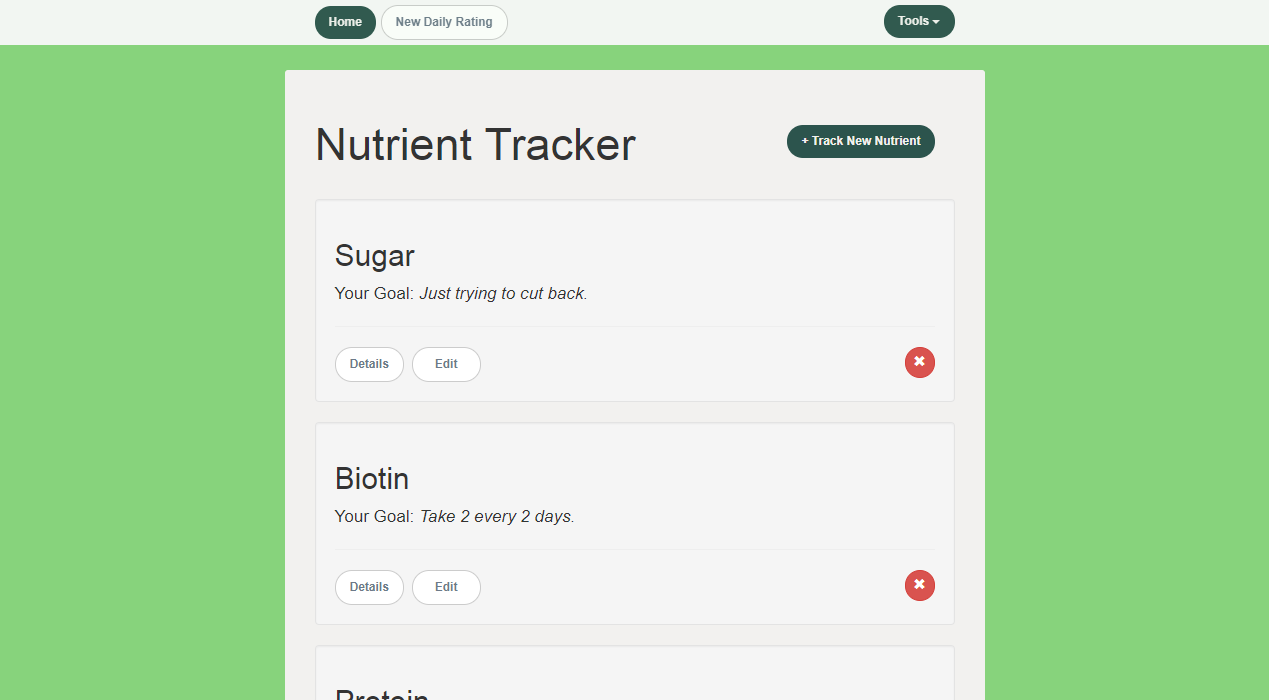 Home New Daily Rating Tools
Nutrient Tracker
+ Track New Nutrient
Sugar
Your Goal: Just trying to cut back.
Details Edit
Biotin
Your Goal: Take 2 every 2 days.
Details Edit
Protein